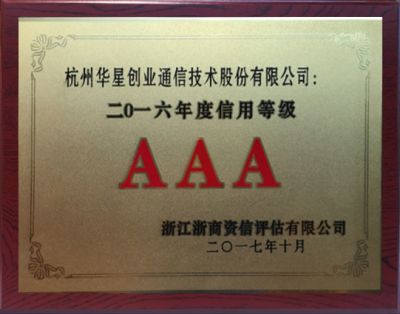 杭州华星创业通信技术股份有限公司：
二〇一六年度信用等级
AAA
浙江浙商资信评估有限公司
二〇一七年十月